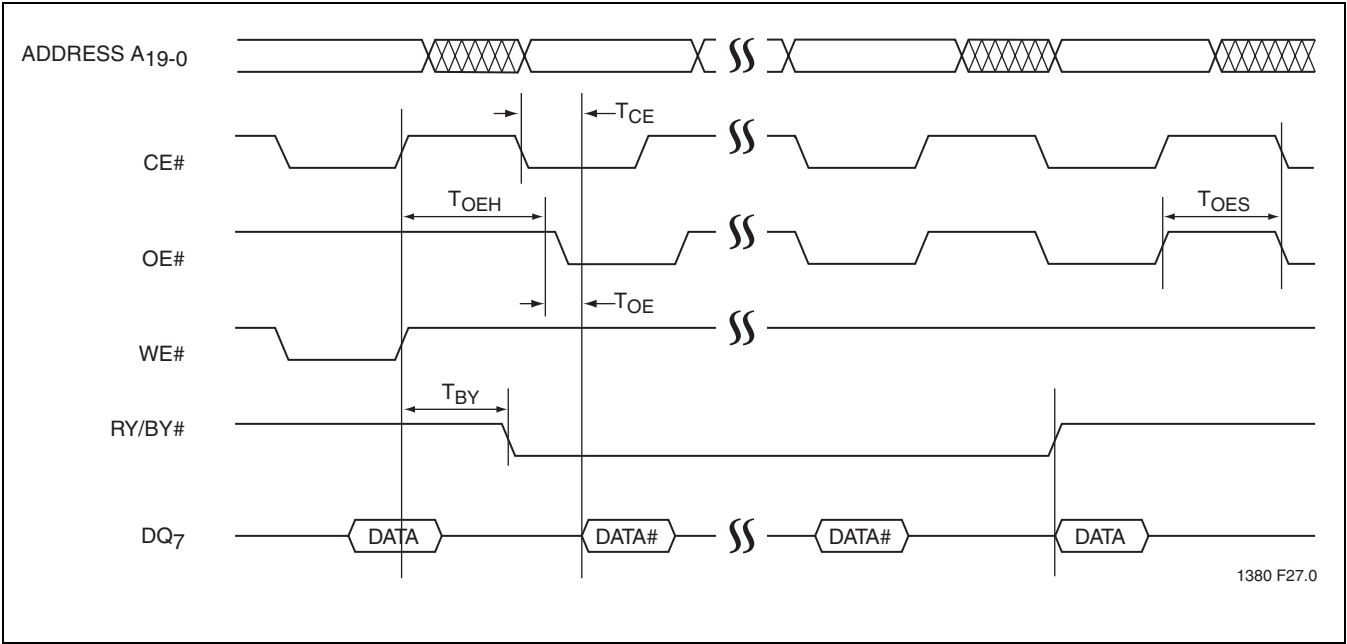 ADDRESS A19-0
TCE
CE#
TOEH
TOES
OE#
TOE
WE#
TBY
RY/BY#
DQ7
DATA DATA# DATA# DATA
1380 F27.0